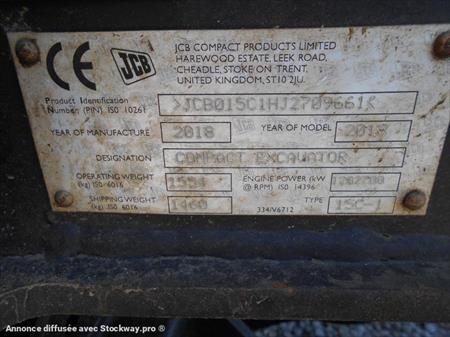 CE JCB JCB COMPACT PRODUCTS LIMITED
HAREWOOD ESTATE, LEEK ROAD,
CHEADLE, STOKE ON TRENT,
UNITED KINGDOM, ST10 2JU.
Product Identification
Number (PIN) ISO 10261 >JCB015C1HJ2709661<
YEAR OF MANUFACTURE 2018 YEAR OF MODEL 2018
DESIGNATION COMPACT EXCAVATOR
OPERATING WEIGHT
(kg) ISO 6016 1594 ENGINE POWER (kW
@ RPM) ISO 14396
SHIPPING WEIGHT
(kg) ISO 6016 1460 334/V6712 TYPE 15C-1
Annonce diffusée avec Stockway.pro ®